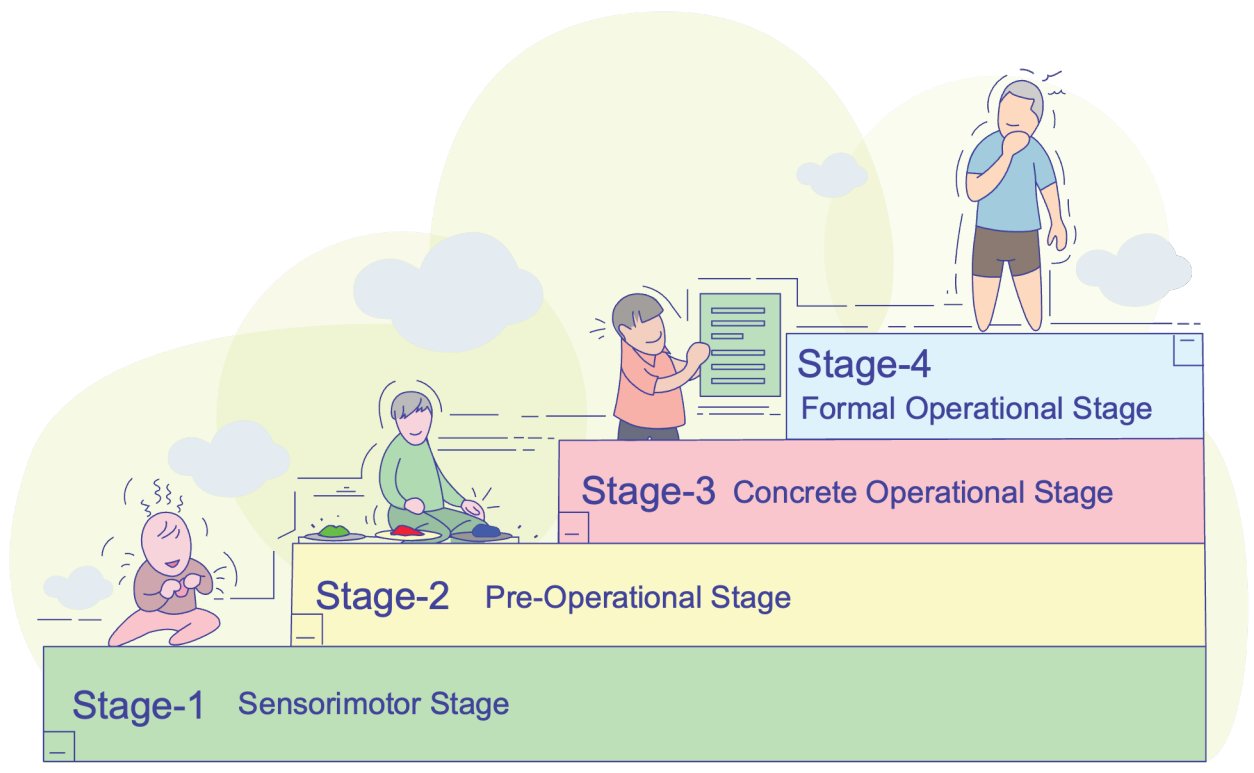 Stage-4
Formal Operational Stage
Stage-3 Concrete Operational Stage
Stage-2 Pre-Operational Stage
Stage-1 Sensorimotor Stage